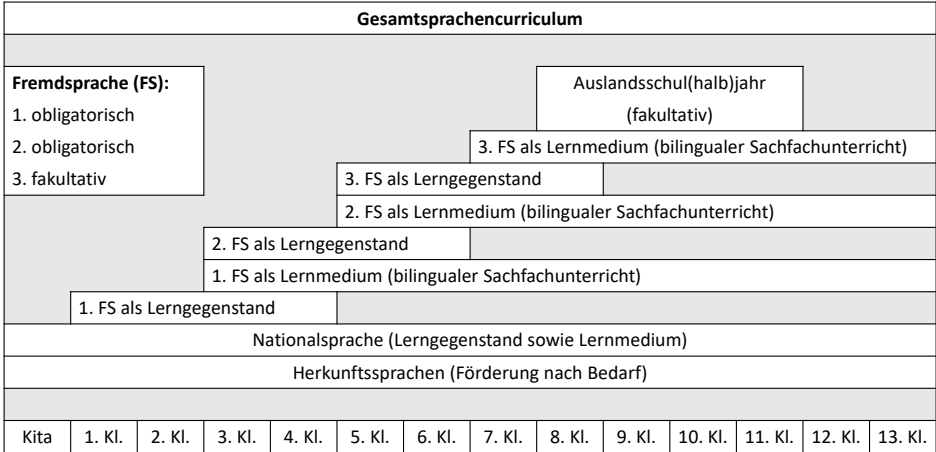 Gesamtsprachencurriculum
Fremdsprache (FS):
1. obligatorisch
2. obligatorisch
3. fakultativ
Auslandsschul(halb)jahr
(fakultativ)
3. FS als Lernmedium (bilingualer Sachfachunterricht)
3. FS als Lerngegenstand
2. FS als Lernmedium (bilingualer Sachfachunterricht)
2. FS als Lerngegenstand
1. FS als Lernmedium (bilingualer Sachfachunterricht)
1. FS als Lerngegenstand
Nationalsprache (Lerngegenstand sowie Lernmedium)
Herkunftssprachen (Förderung nach Bedarf)
Kita 1. Kl. 2. Kl. 3. Kl. 4. Kl. 5. Kl. 6. Kl. 7. Kl. 8. Kl. 9. Kl. 10. Kl. 11. Kl. 12. Kl. 13. Kl.